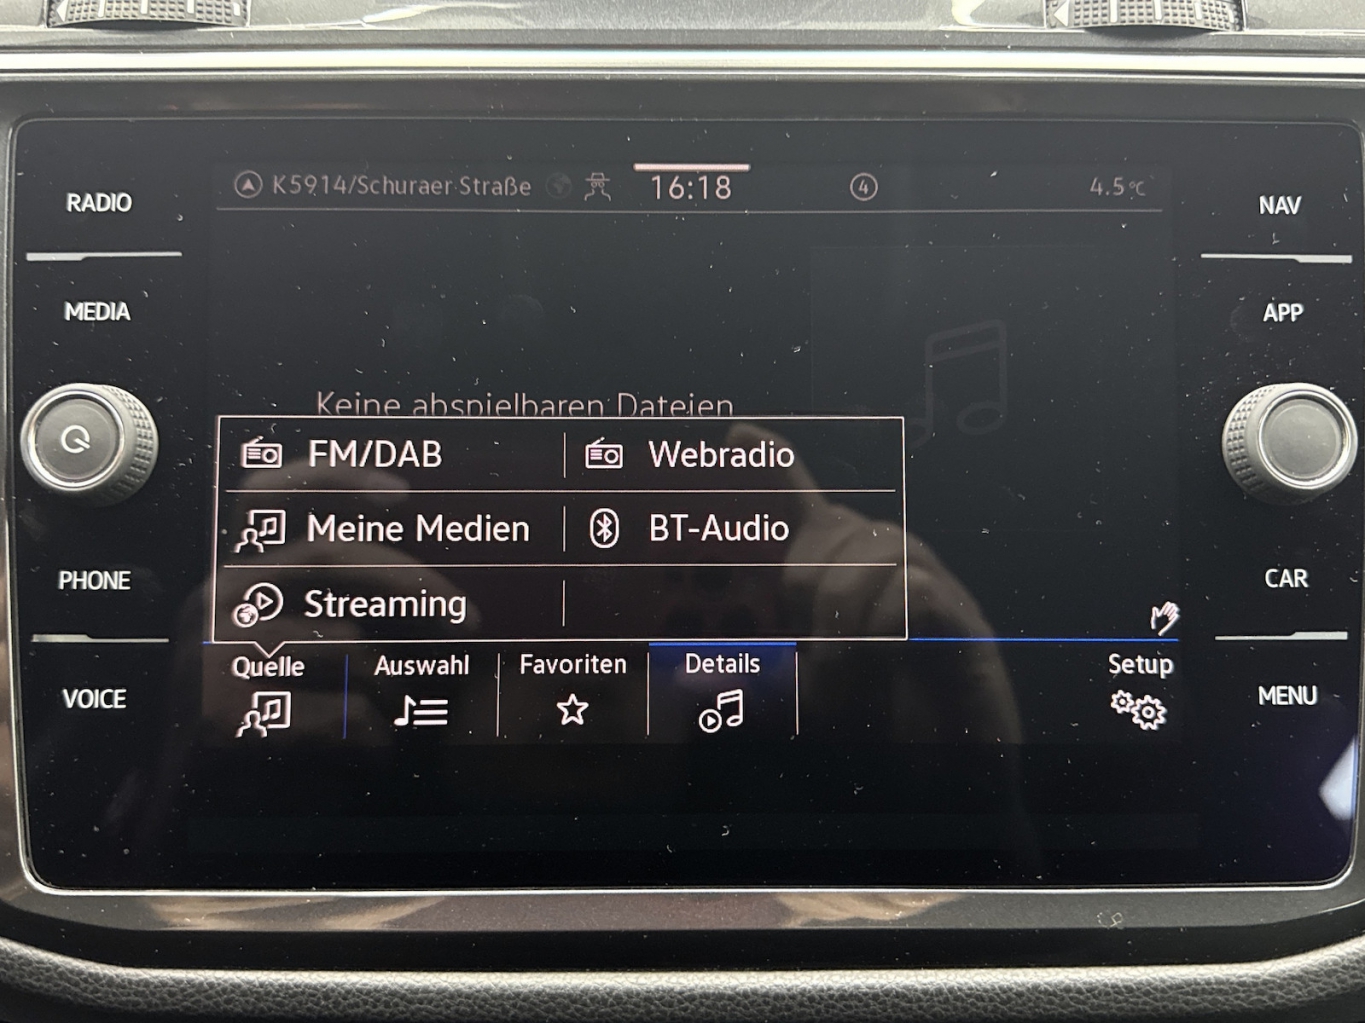 K5914/Schuraer Straße 16:18 4 4.5°C
RADIO
MEDIA
PHONE
VOICE
Keine abspielbaren Dateien
FM/DAB Webradio
Meine Medien BT-Audio
Streaming
Quelle Auswahl Favoriten Details Setup
NAV
APP
CAR
MENU